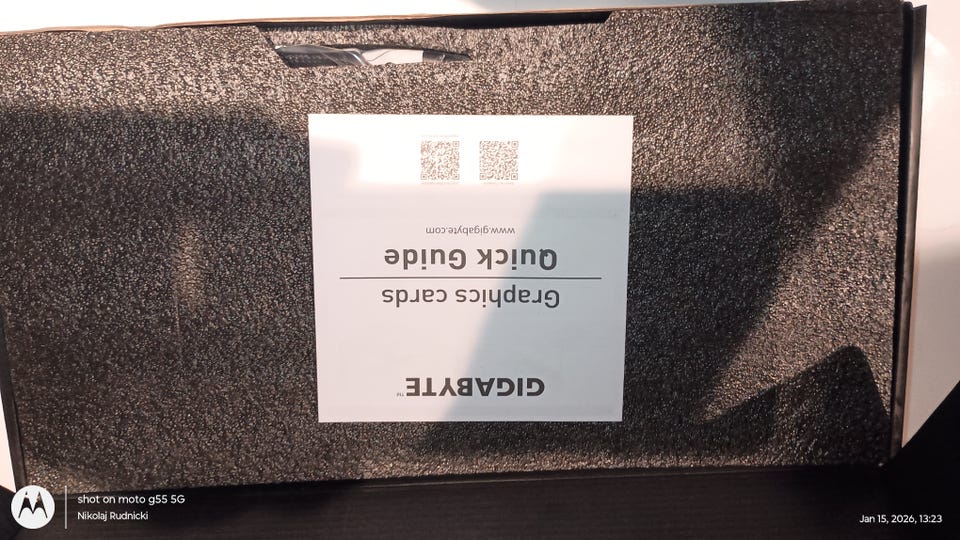 GIGABYTE™
Graphics cards
Quick Guide
www.gigabyte.com
shot on moto g55 5G
Nikolaj Rudnicki
Jan 15, 2026, 13:23